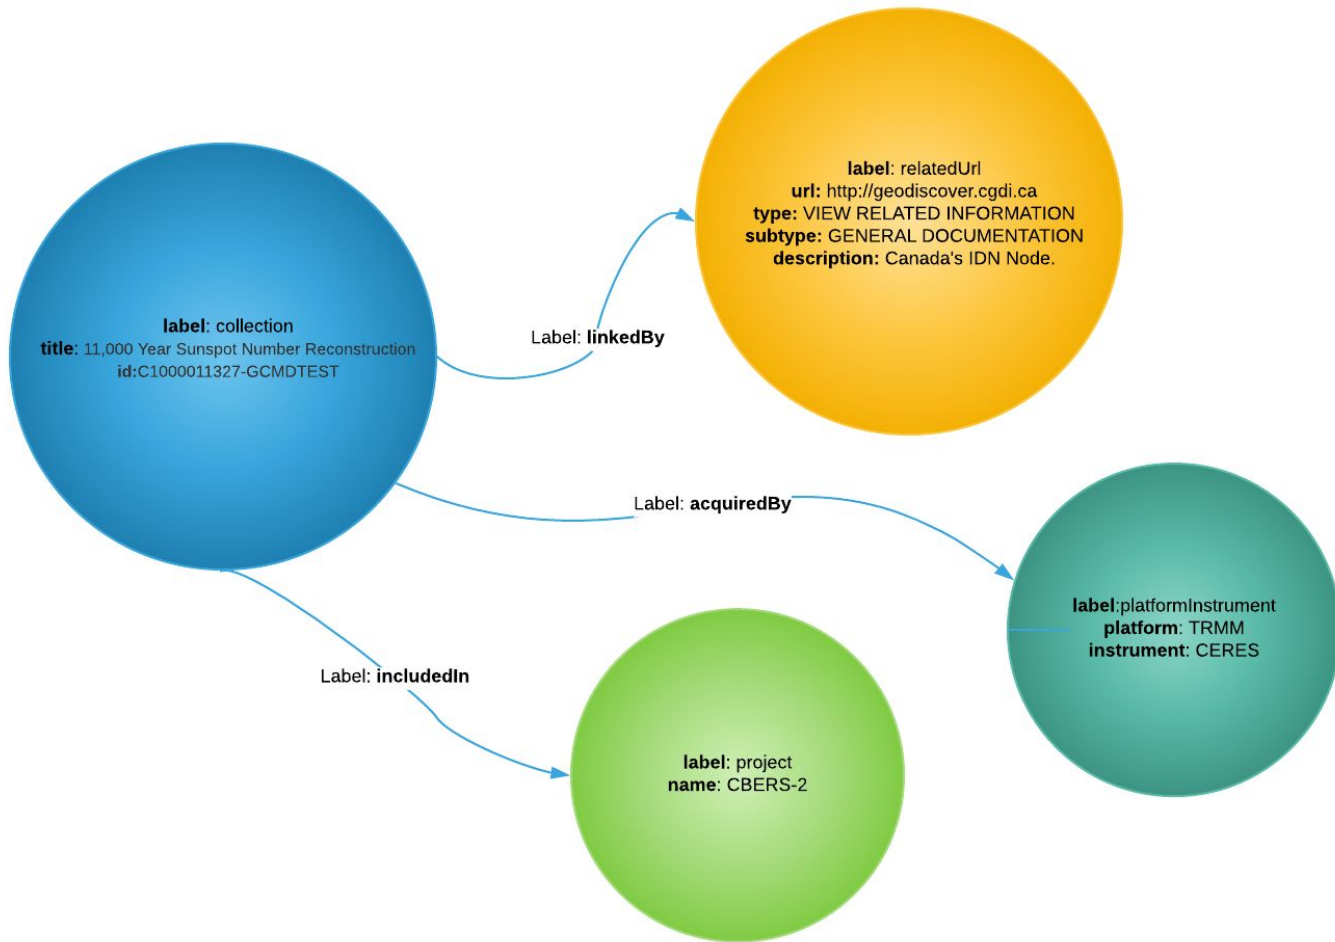 label: relatedUrl
url: http://geodiscover.cgdi.ca
type: VIEW RELATED INFORMATION
subtype: GENERAL DOCUMENTATION
description: Canada's IDN Node.
label: collection
title: 11,000 Year Sunspot Number Reconstruction
id:C1000011327-GCMDTEST
Label: linkedBy
Label: acquiredBy
label:platformInstrument
platform: TRMM
instrument: CERES
Label: includedIn
label: project
name: CBERS-2